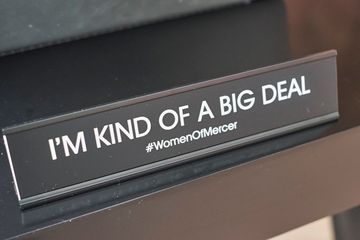 I'M KIND OF A BIG DEAL
#WomenOfMercer